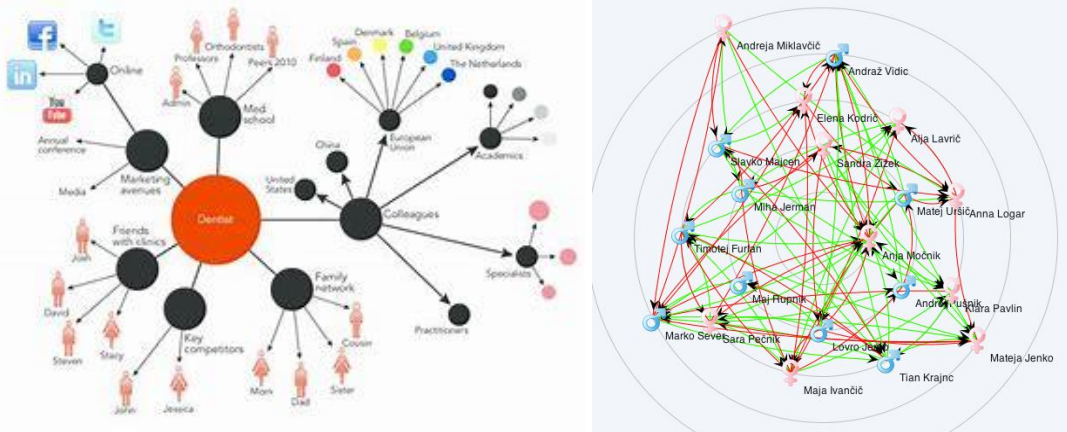 Online
You
Tube
Annual
conference
Media
Marketing
avenues
Professors
Orthodontists
Peers 2010
Admin
Med
school
Spain
Denmark
Belgium
Finland
United Kingdom
The Netherlands
European
Union
China
United
States
Academics
Colleagues
Dentist
Specialists
Practitioners
Friends
with clinics
Josh
David
Steven
Stacy
Key
competitors
John
Jessica
Family
network
Cousin
Mom
Dad
Sister
Andreja Miklavčič
Andraž Vidic
Elena Kodrič
Alja Lavrič
Slavko Majcen
Sandra Žižek
Miha Jerman
Matej Uršič
Anna Logar
Timotej Furlan
Anja Močnik
Maj Rupnik
Klara Pavlin
Marko Sever
Sara Pečnik
Lovro
Mateja Jenko
Tian Krajnc
Maja Ivančič